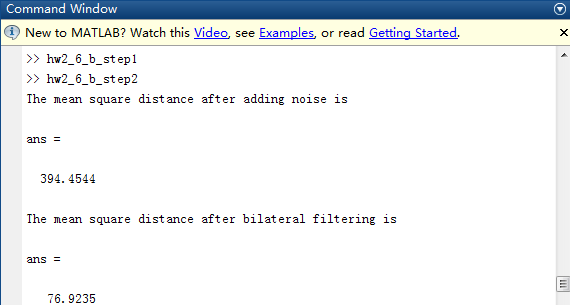 Command Window
New to MATLAB? Watch this Video, see Examples, or read Getting Started.
>> hw2_6_b_step1
>> hw2_6_b_step2
The mean square distance after adding noise is
ans =
394.4544
The mean square distance after bilateral filtering is
ans =
76.9235